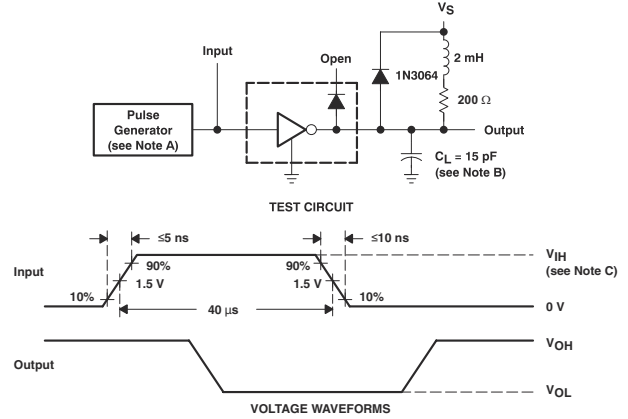 VS
Input
Open
2 mH
1N3064
200 Ω
Pulse
Generator
(see Note A)
Output
CL = 15 pF
(see Note B)
TEST CIRCUIT
≤5 ns
≤10 ns
VIH
(see Note C)
Input
90%
90%
1.5 V
1.5 V
10%
10%
40 μs
0 V
VOH
Output
VOL
VOLTAGE WAVEFORMS